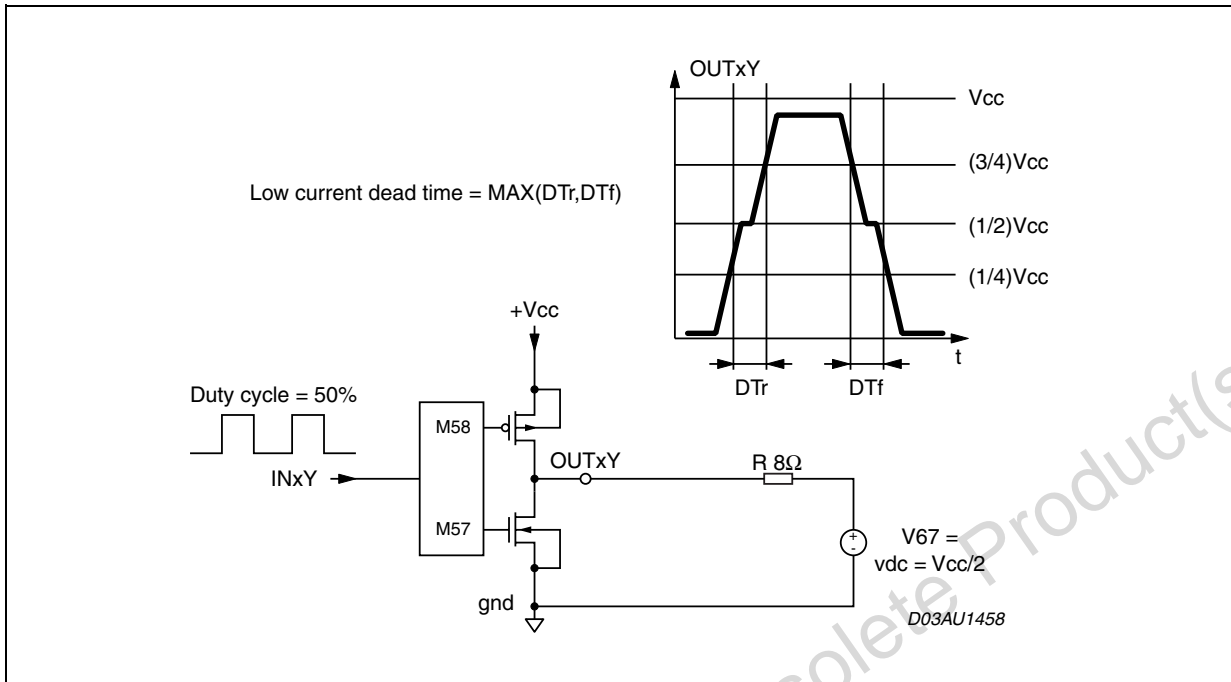 OUTxY
Vcc
(3/4)Vcc
Low current dead time = MAX(DTr,DTf)
(1/2)Vcc
(1/4)Vcc
+Vcc
t
DTr
DTf
Duty cycle = 50%
M58
OUTxY
R 8Ω
INxY
M57
+
-
V67 =
vdc = Vcc/2
gnd
D03AU1458
solete Product(s